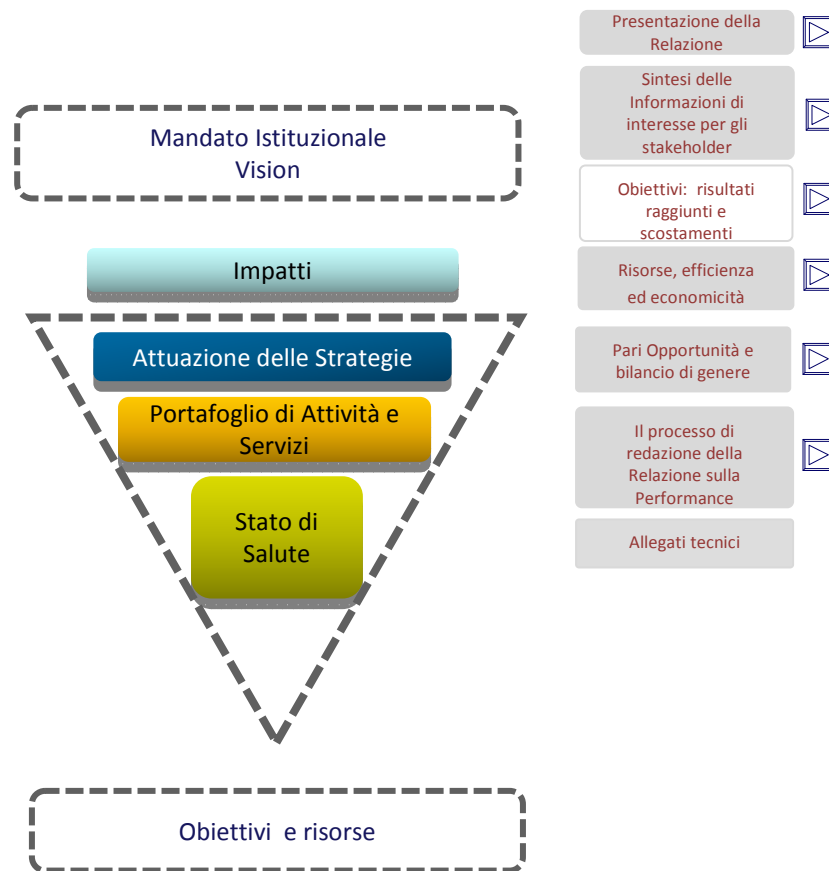 Mandato Istituzionale
Vision
Impatti
Attuazione delle Strategie
Portafoglio di Attività e
Servizi
Stato di
Salute
Obiettivi e risorse
Presentazione della
Relazione
Sintesi delle
Informazioni di
interesse per gli
stakeholder
Obiettivi: risultati
raggiunti e
scostamenti
Risorse, efficienza
ed economicità
Pari Opportunità e
bilancio di genere
Il processo di
redazione della
Relazione sulla
Performance
Allegati tecnici